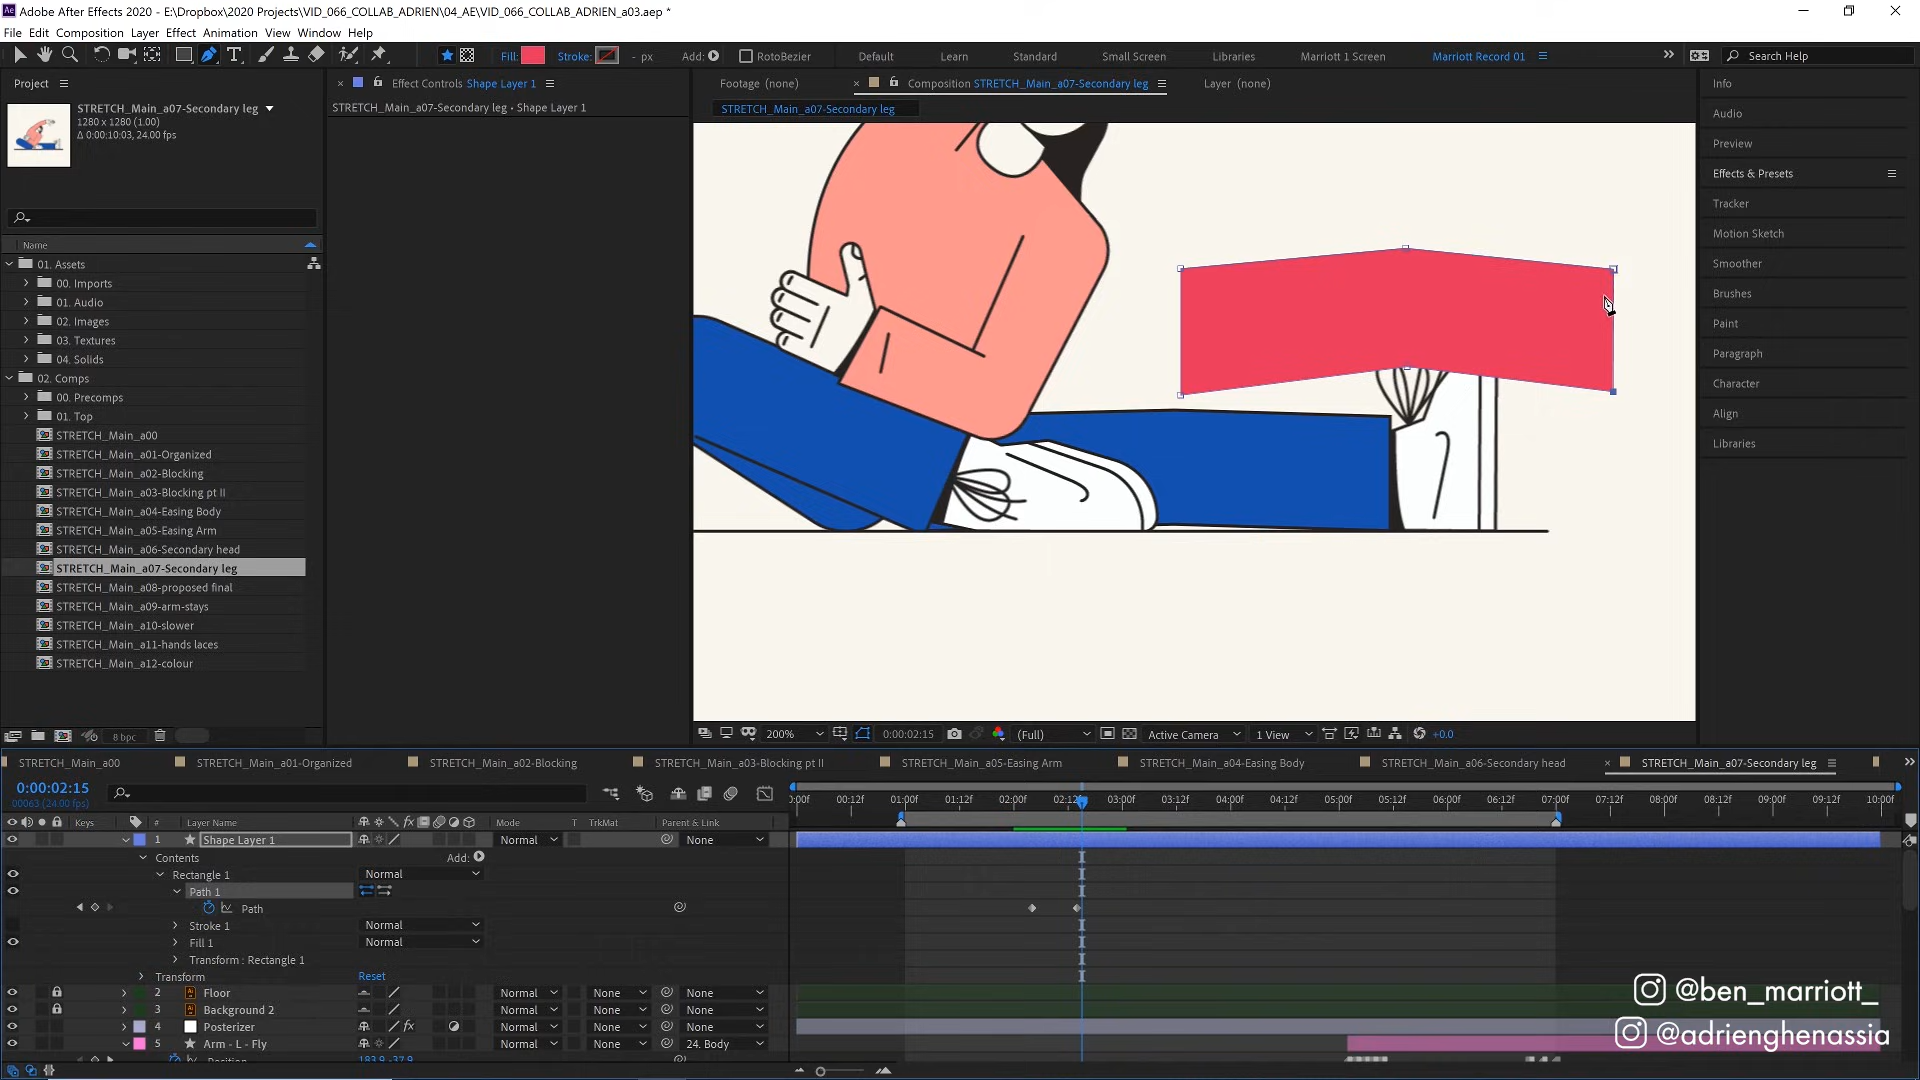 Adobe After Effects 2020 - E:\Dropbox\2020 Projects\VID_066_COLLAB_ADRIEN\04_AE\VID_066_COLLAB_ADRIEN_a03.aep *
File Edit Composition Layer Effect Animation View Window Help
Fill: Stroke: - px Add: RotoBezier Default Learn Standard Small Screen Libraries Marriott 1 Screen Marriott Record 01 Search Help
Project
Effect Controls Shape Layer 1
Footage (none) Composition STRETCH_Main_a07-Secondary leg Layer (none)
STRETCH_Main_a07-Secondary leg
1280 x 1280 (1.00)
Δ 0:00:10:03, 24.00 fps
STRETCH_Main_a07-Secondary leg • Shape Layer 1
STRETCH_Main_a07-Secondary leg
Name
01. Assets
00. Imports
01. Audio
02. Images
03. Textures
04. Solids
02. Comps
00. Precomps
01. Top
STRETCH_Main_a00
STRETCH_Main_a01-Organized
STRETCH_Main_a02-Blocking
STRETCH_Main_a03-Blocking pt II
STRETCH_Main_a04-Easing Body
STRETCH_Main_a05-Easing Arm
STRETCH_Main_a06-Secondary head
STRETCH_Main_a07-Secondary leg
STRETCH_Main_a08-proposed final
STRETCH_Main_a09-arm-stays
STRETCH_Main_a10-slower
STRETCH_Main_a11-hands laces
STRETCH_Main_a12-colour
8 bpc
Info
Audio
Preview
Effects & Presets
Tracker
Motion Sketch
Smoother
Brushes
Paint
Paragraph
Character
Align
Libraries
200% 0:00:02:15 (Full) Active Camera 1 View +0.0
STRETCH_Main_a00 STRETCH_Main_a01-Organized STRETCH_Main_a02-Blocking STRETCH_Main_a03-Blocking pt II STRETCH_Main_a05-Easing Arm STRETCH_Main_a04-Easing Body STRETCH_Main_a06-Secondary head STRETCH_Main_a07-Secondary leg
0:00:02:15
00063 (24.00 fps)
:00f 00:12f 01:00f 01:12f 02:00f 02:12f 03:00f 03:12f 04:00f 04:12f 05:00f 05:12f 06:00f 06:12f 07:00f 07:12f 08:00f 08:12f 09:00f 09:12f 10:00f
Keys # Layer Name Mode T TrkMat Parent & Link
1 Shape Layer 1 Normal None
Contents Add:
Rectangle 1 Normal
Path 1
Path
Stroke 1 Normal
Fill 1 Normal
Transform : Rectangle 1
Transform Reset
2 Floor Normal None None
3 Background 2 Normal None None
4 Posterizer Normal None None
5 Arm - L - Fly Normal None 24. Body
Position 183.9,-37.9
@ben_marriott_
@adrienghenassia